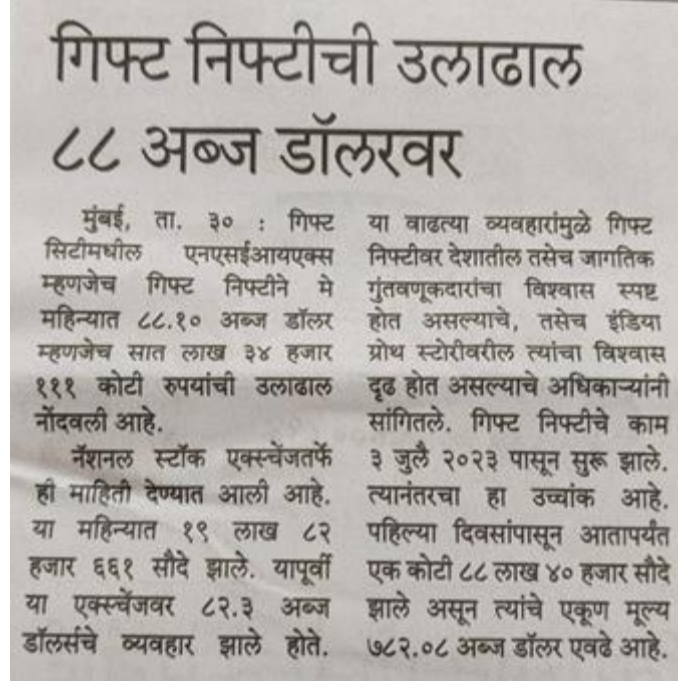 गिफ्ट निफ्टीची उलाढाल
८८ अब्ज डॉलरवर
मुंबई, ता. ३० : गिफ्ट
सिटीमधील एनएसईआयएक्स
म्हणजेच गिफ्ट निफ्टीने मे
महिन्यात ८८.१० अब्ज डॉलर
म्हणजेच सात लाख ३४ हजार
१११ कोटी रुपयांची उलाढाल
नोंदवली आहे.
नॅशनल स्टॉक एक्स्चेंजतर्फे
ही माहिती देण्यात आली आहे.
या महिन्यात १९ लाख ८२
हजार ६६१ सौदे झाले. यापूर्वी
या एक्स्चेंजवर ८२.३ अब्ज
डॉलर्सचे व्यवहार झाले होते.
या वाढत्या व्यवहारांमुळे गिफ्ट
निफ्टीवर देशातील तसेच जागतिक
गुंतवणूकदारांचा विश्वास स्पष्ट
होत असल्याचे, तसेच इंडिया
ग्रोथ स्टोरीवरील त्यांचा विश्वास
दृढ होत असल्याचे अधिकाऱ्यांनी
सांगितले. गिफ्ट निफ्टीचे काम
३ जुलै २०२३ पासून सुरू झाले.
त्यानंतरचा हा उच्चांक आहे.
पहिल्या दिवसांपासून आतापर्यंत
एक कोटी ८८ लाख ४० हजार सौदे
झाले असून त्यांचे एकूण मूल्य
७८२.०८ अब्ज डॉलर एवढे आहे.